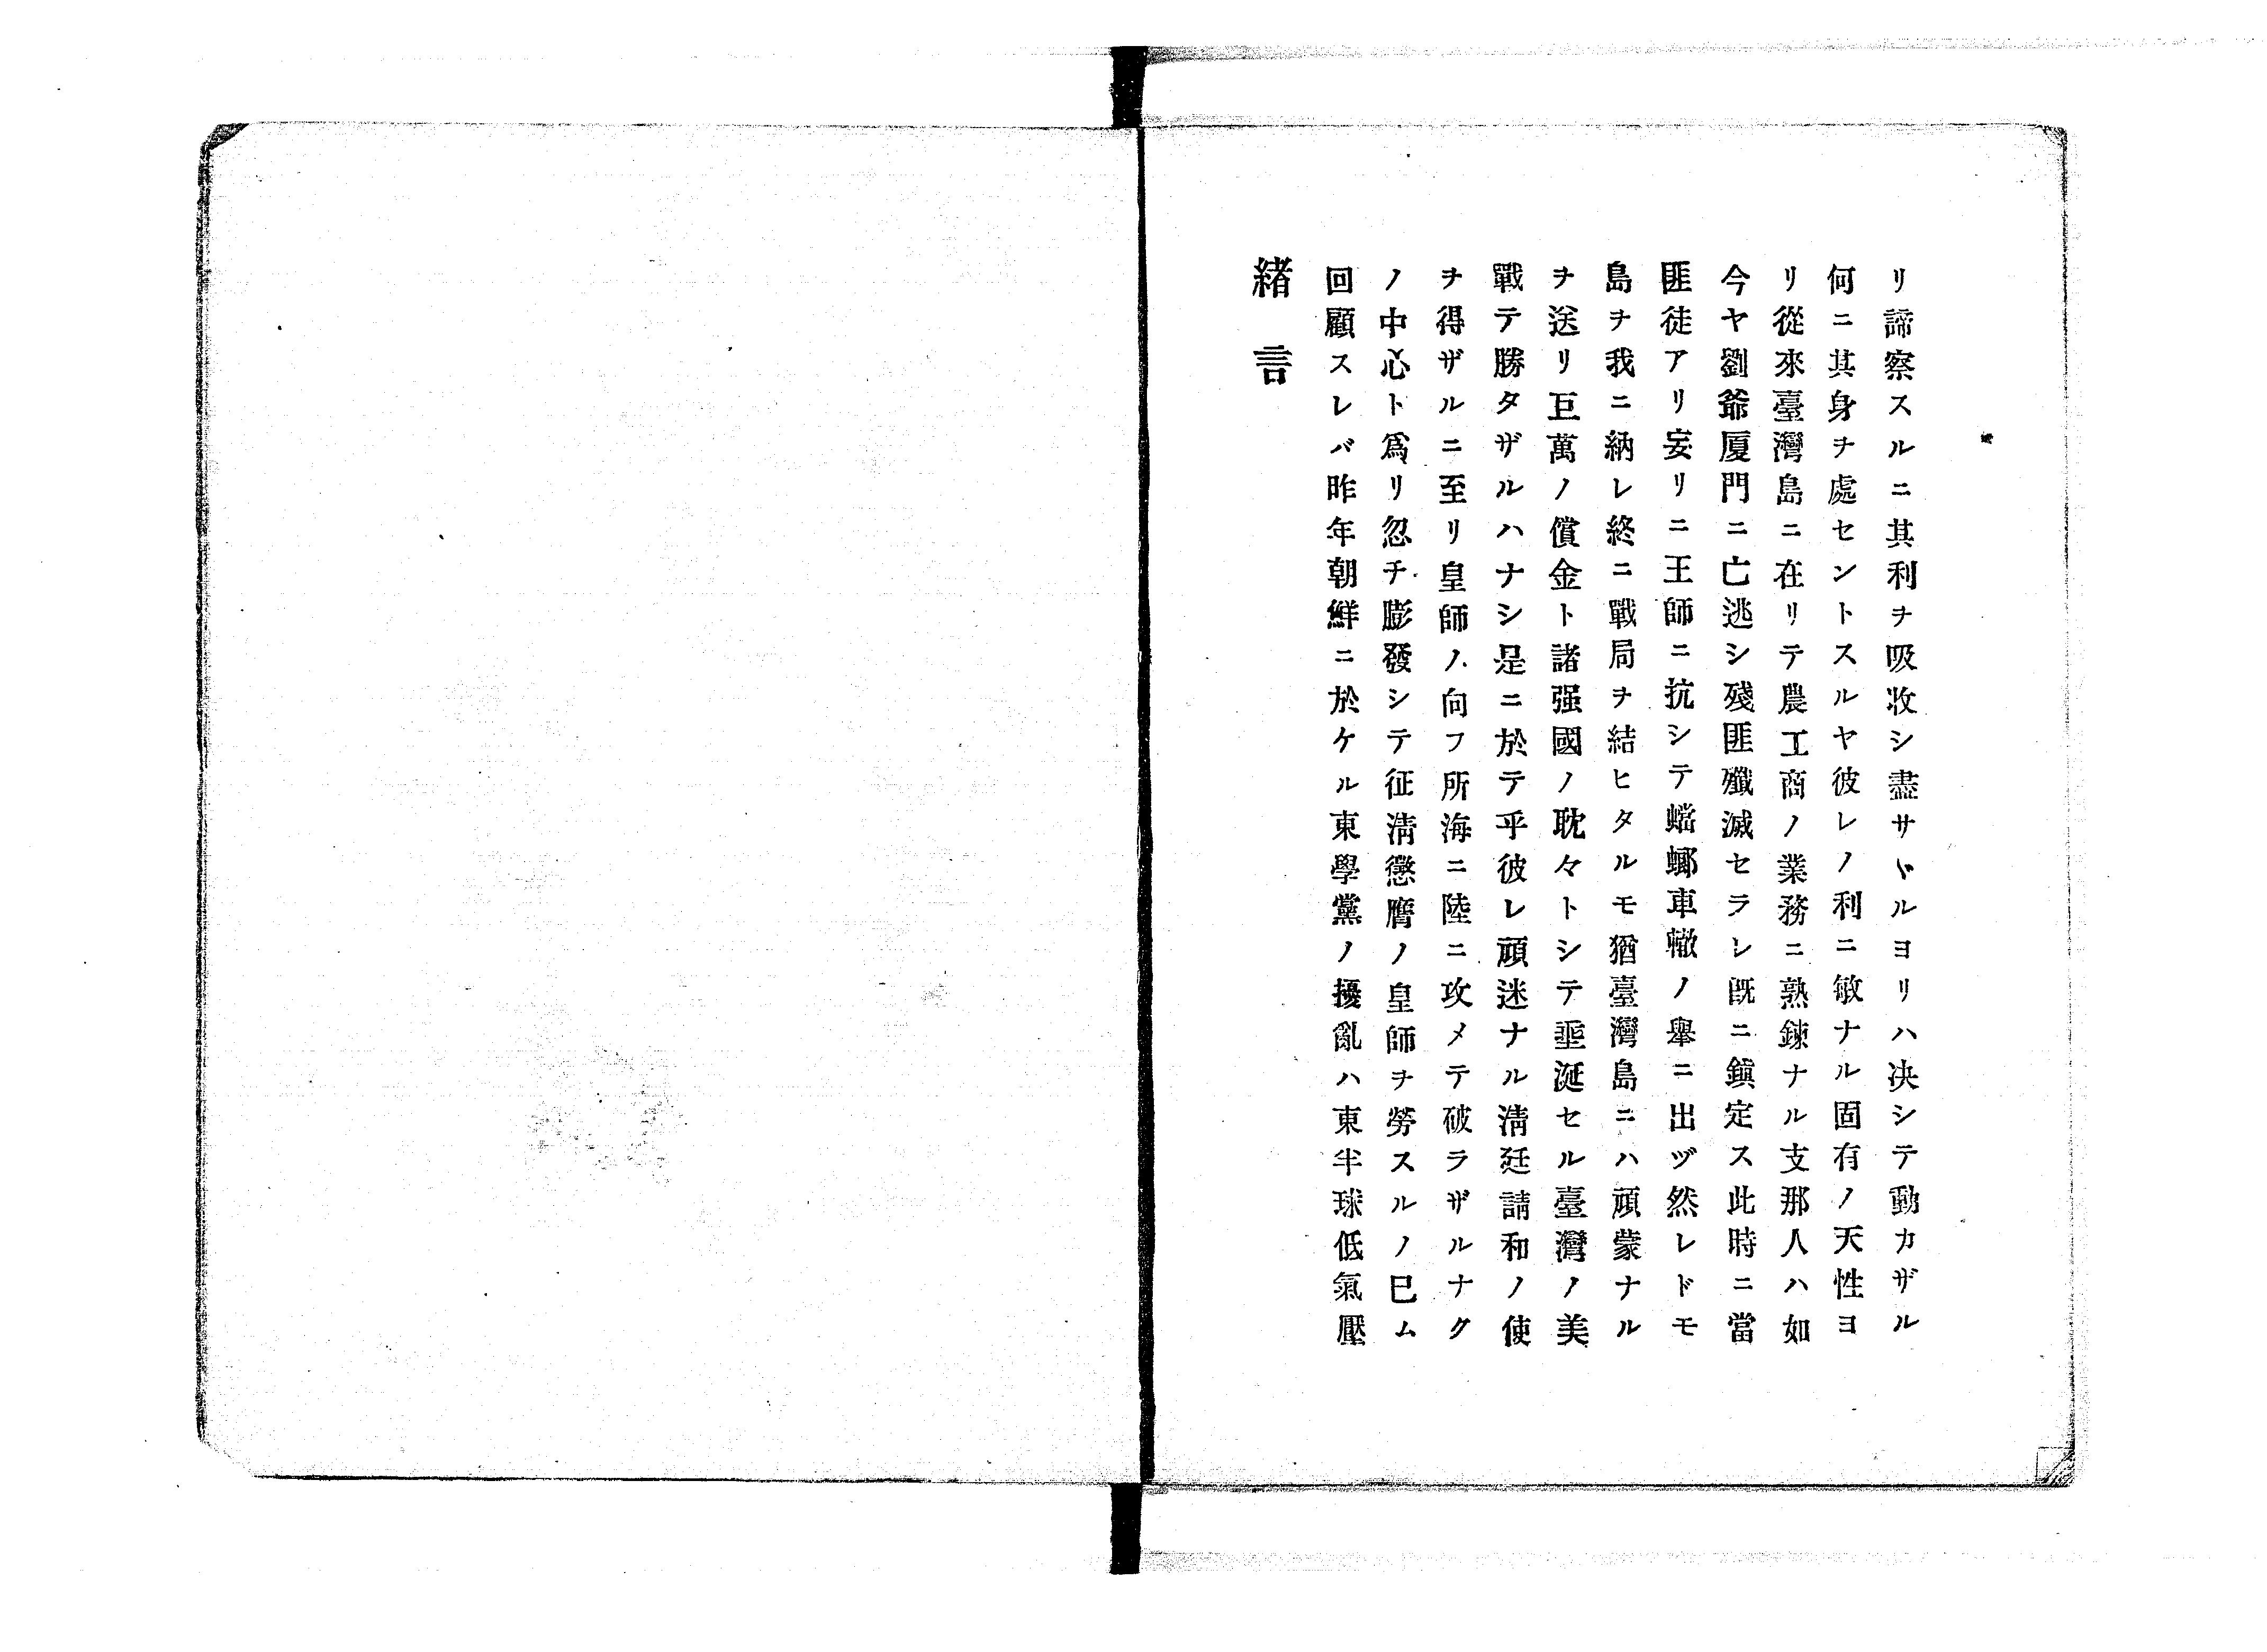 緒言
回顧スレバ昨年朝鮮ニ於ケル東學黨ノ擾亂ハ東半球低氣壓
ノ中心ト爲リ忽チ膨發シテ征淸懲膺ノ皇師ヲ勞スルノ巳ム
ヲ得ザルニ至リ皇師ノ向フ所海ニ陸ニ攻メテ破ラザルナク
戰テ勝タザルハナシ是ニ於テ乎彼レ頑迷ナル淸廷請和ノ使
ヲ送リ巨萬ノ償金ト諸强國ノ耽々トシテ埀涎セル臺灣ノ美
島ヲ我ニ納レ終ニ戰局ヲ結ヒタルモ猶臺灣島ニハ頑蒙ナル
匪徒アリ妄リニ王師ニ抗シテ蟷螂車轍ノ擧ニ出ヅ然レドモ
今ヤ劉爺厦門ニ亡逃シ殘匪殲滅セラレ既ニ鎭定ス此時ニ當
リ從來臺灣島ニ在リテ農工商ノ業務ニ熟鍊ナル支那人ハ如
何ニ其身ヲ處セントスルヤ彼レノ利ニ敏ナル固有ノ天性ヨ
リ諦察スルニ其利ヲ吸收シ盡サヾルヨリハ决シテ動カザル